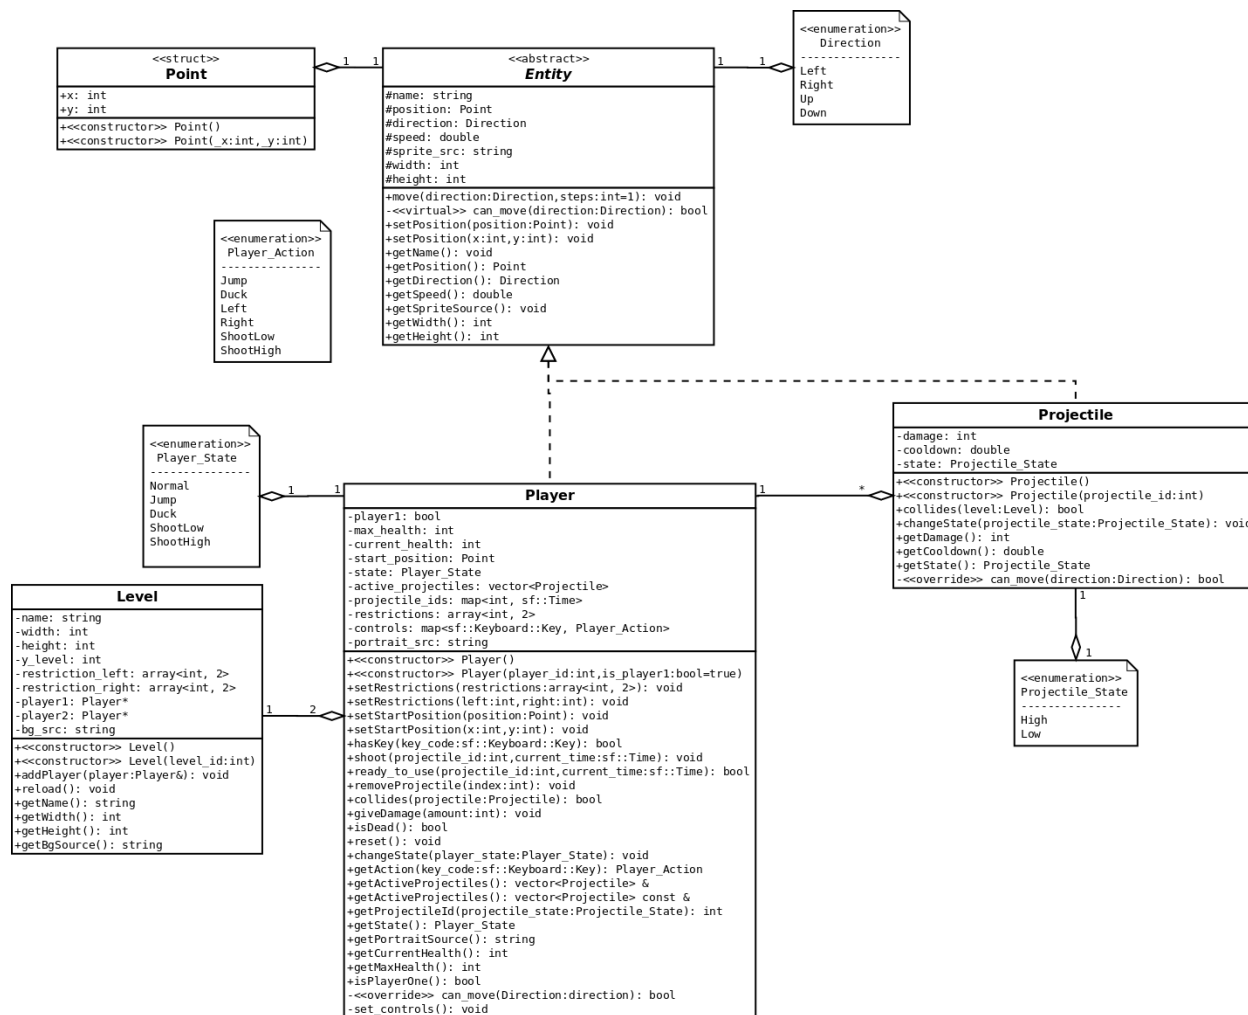 <<struct>>
Point
+x: int
+y: int
+<<constructor>> Point()
+<<constructor>> Point(_x:int,_y:int)
1
1
<<abstract>>
Entity
#name: string
#position: Point
#direction: Direction
#speed: double
#sprite_src: string
#width: int
#height: int
+move(direction:Direction,steps:int=1): void
-<<virtual>> can_move(direction:Direction): bool
+setPosition(position:Point): void
+setPosition(x:int,y:int): void
+getName(): void
+getPosition(): Point
+getDirection(): Direction
+getSpeed(): double
+getSpriteSource(): void
+getWidth(): int
+getHeight(): int
1
1
<<enumeration>>
Direction
---------------
Left
Right
Up
Down
<<enumeration>>
Player_Action
---------------
Jump
Duck
Left
Right
ShootLow
ShootHigh
<<enumeration>>
Player_State
---------------
Normal
Jump
Duck
ShootLow
ShootHigh
1
1
Player
-player1: bool
-max_health: int
-current_health: int
-start_position: Point
-state: Player_State
-active_projectiles: vector<Projectile>
-projectile_ids: map<int, sf::Time>
-restrictions: array<int, 2>
-controls: map<sf::Keyboard::Key, Player_Action>
-portrait_src: string
+<<constructor>> Player()
+<<constructor>> Player(player_id:int,is_player1:bool=true)
+setRestrictions(restrictions:array<int, 2>): void
+setRestrictions(left:int,right:int): void
+setStartPosition(position:Point): void
+setStartPosition(x:int,y:int): void
+hasKey(key_code:sf::Keyboard::Key): bool
+shoot(projectile_id:int,current_time:sf::Time): void
+ready_to_use(projectile_id:int,current_time:sf::Time): bool
+removeProjectile(index:int): void
+collides(projectile:Projectile): bool
+giveDamage(amount:int): void
+isDead(): bool
+reset(): void
+changeState(player_state:Player_State): void
+getAction(key_code:sf::Keyboard::Key): Player_Action
+getActiveProjectiles(): vector<Projectile> &
+getActiveProjectiles(): vector<Projectile> const &
+getProjectileId(projectile_state:Projectile_State): int
+getState(): Player_State
+getPortraitSource(): string
+getCurrentHealth(): int
+getMaxHealth(): int
+isPlayerOne(): bool
-<<override>> can_move(Direction:direction): bool
-set_controls(): void
1
*
Projectile
-damage: int
-cooldown: double
-state: Projectile_State
+<<constructor>> Projectile()
+<<constructor>> Projectile(projectile_id:int)
+collides(level:Level): bool
+changeState(projectile_state:Projectile_State): void
+getDamage(): int
+getCooldown(): double
+getState(): Projectile_State
-<<override>> can_move(direction:Direction): bool
1
1
<<enumeration>>
Projectile_State
---------------
High
Low
Level
-name: string
-width: int
-height: int
-y_level: int
-restriction_left: array<int, 2>
-restriction_right: array<int, 2>
-player1: Player*
-player2: Player*
-bg_src: string
+<<constructor>> Level()
+<<constructor>> Level(level_id:int)
+addPlayer(player:Player&): void
+reload(): void
+getName(): string
+getWidth(): int
+getHeight(): int
+getBgSource(): string
1
2